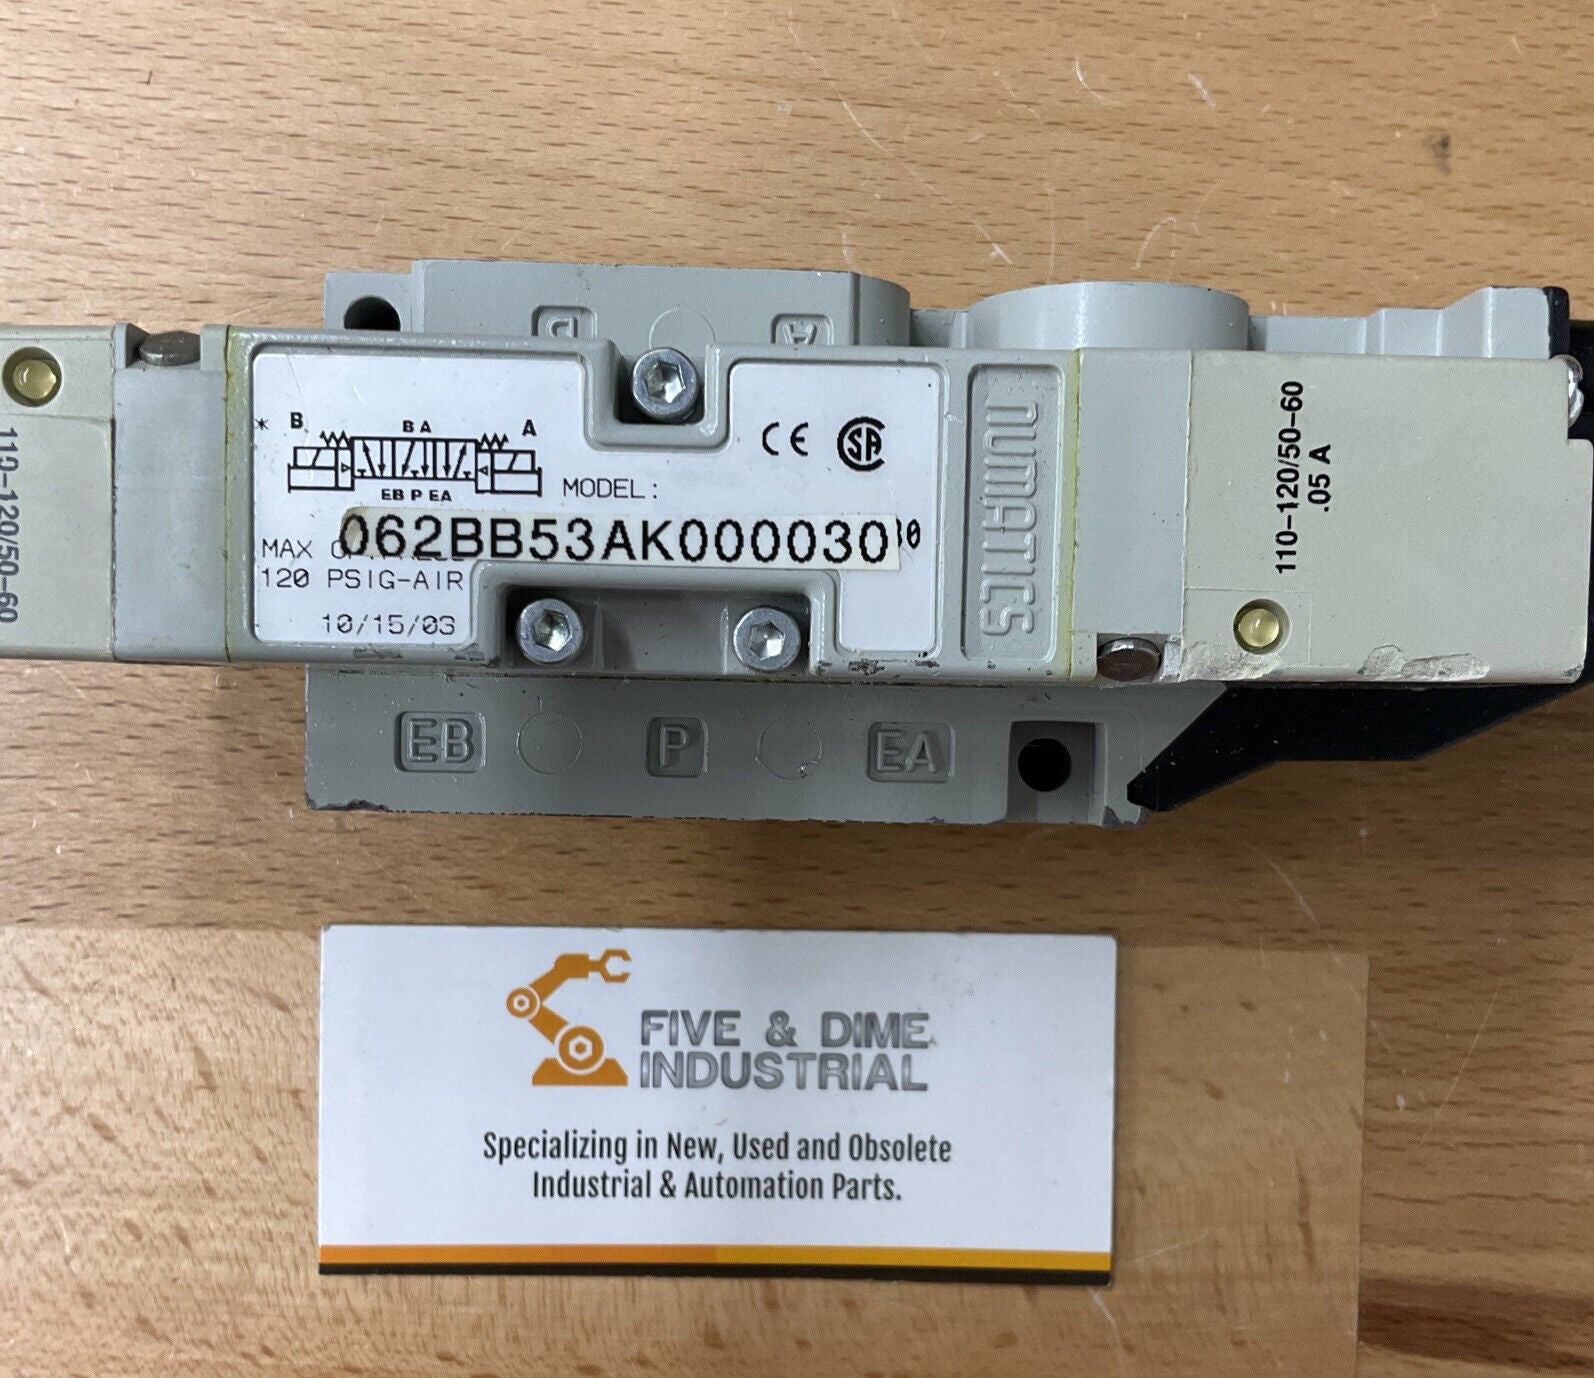 D
A
* B
B A
A
EB P EA
MODEL:
CE
SA
062BB53AK000030
MAX
120 PSIG-AIR
10/15/03
NUMATICS
110-120/50-60
110-120/50-60
.05 A
EB
P
EA
FIVE & DIME
INDUSTRIAL
Specializing in New, Used and Obsolete
Industrial & Automation Parts.